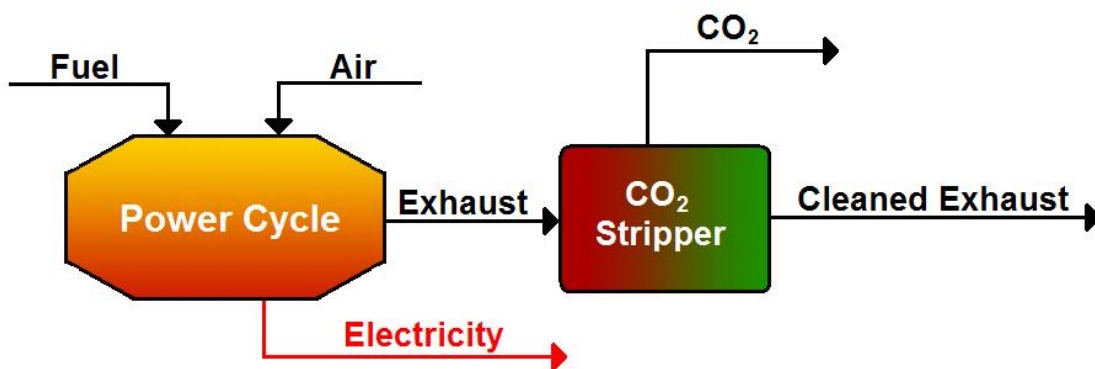 CO₂
Fuel
Air
Power Cycle
Exhaust
CO₂
Stripper
Cleaned Exhaust
Electricity